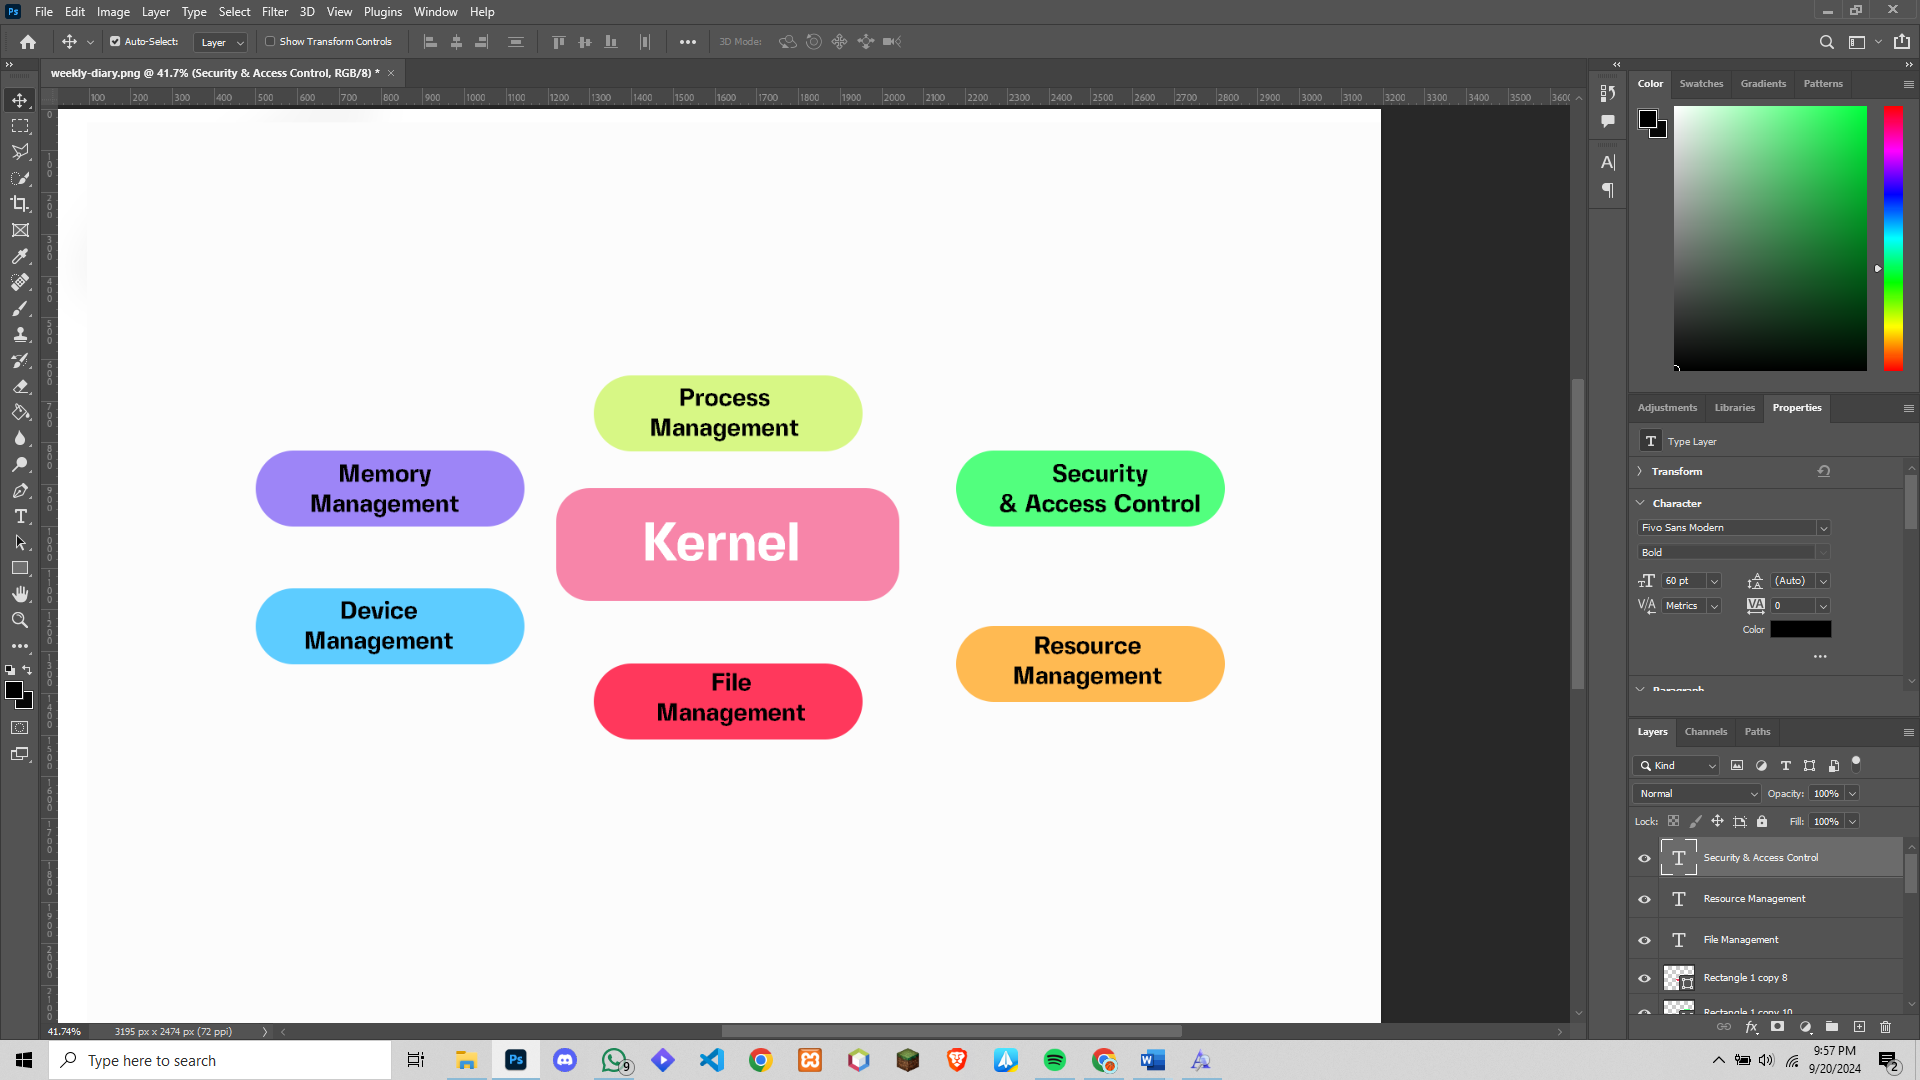 Ps File Edit Image Layer Type Select Filter 3D View Plugins Window Help
Auto-Select: Layer Show Transform Controls 3D Mode:
weekly-diary.png @ 41.7% (Security & Access Control, RGB/8) *
100 200 300 400 500 600 700 800 900 1000 1100 1200 1300 1400 1500 1600 1700 1800 1900 2000 2100 2200 2300 2400 2500 2600 2700 2800 2900 3000 3100 3200 3300 3400 3500 3600
Process
Management
Memory
Management
Security
& Access Control
Kernel
Device
Management
Resource
Management
File
Management
Color Swatches Gradients Patterns
Adjustments Libraries Properties
T Type Layer
Transform
Character
Fivo Sans Modern
Bold
60 pt (Auto)
Metrics 0
Color
Paragraph
Layers Channels Paths
Kind
Normal Opacity: 100%
Lock: Fill: 100%
Security & Access Control
Resource Management
File Management
Rectangle 1 copy 8
Rectangle 1 copy 10
41.74% 3195 px x 2474 px (72 ppi)
Type here to search
Ps
9
9:57 PM
9/20/2024
2